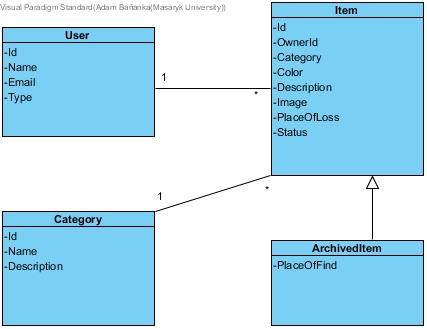 Visual Paradigm Standard(Adam Baňanka(Masaryk University))
User
-Id
-Name
-Email
-Type
1
*
Item
-Id
-OwnerId
-Category
-Color
-Description
-Image
-PlaceOfLoss
-Status
1
*
Category
-Id
-Name
-Description
ArchivedItem
-PlaceOfFind